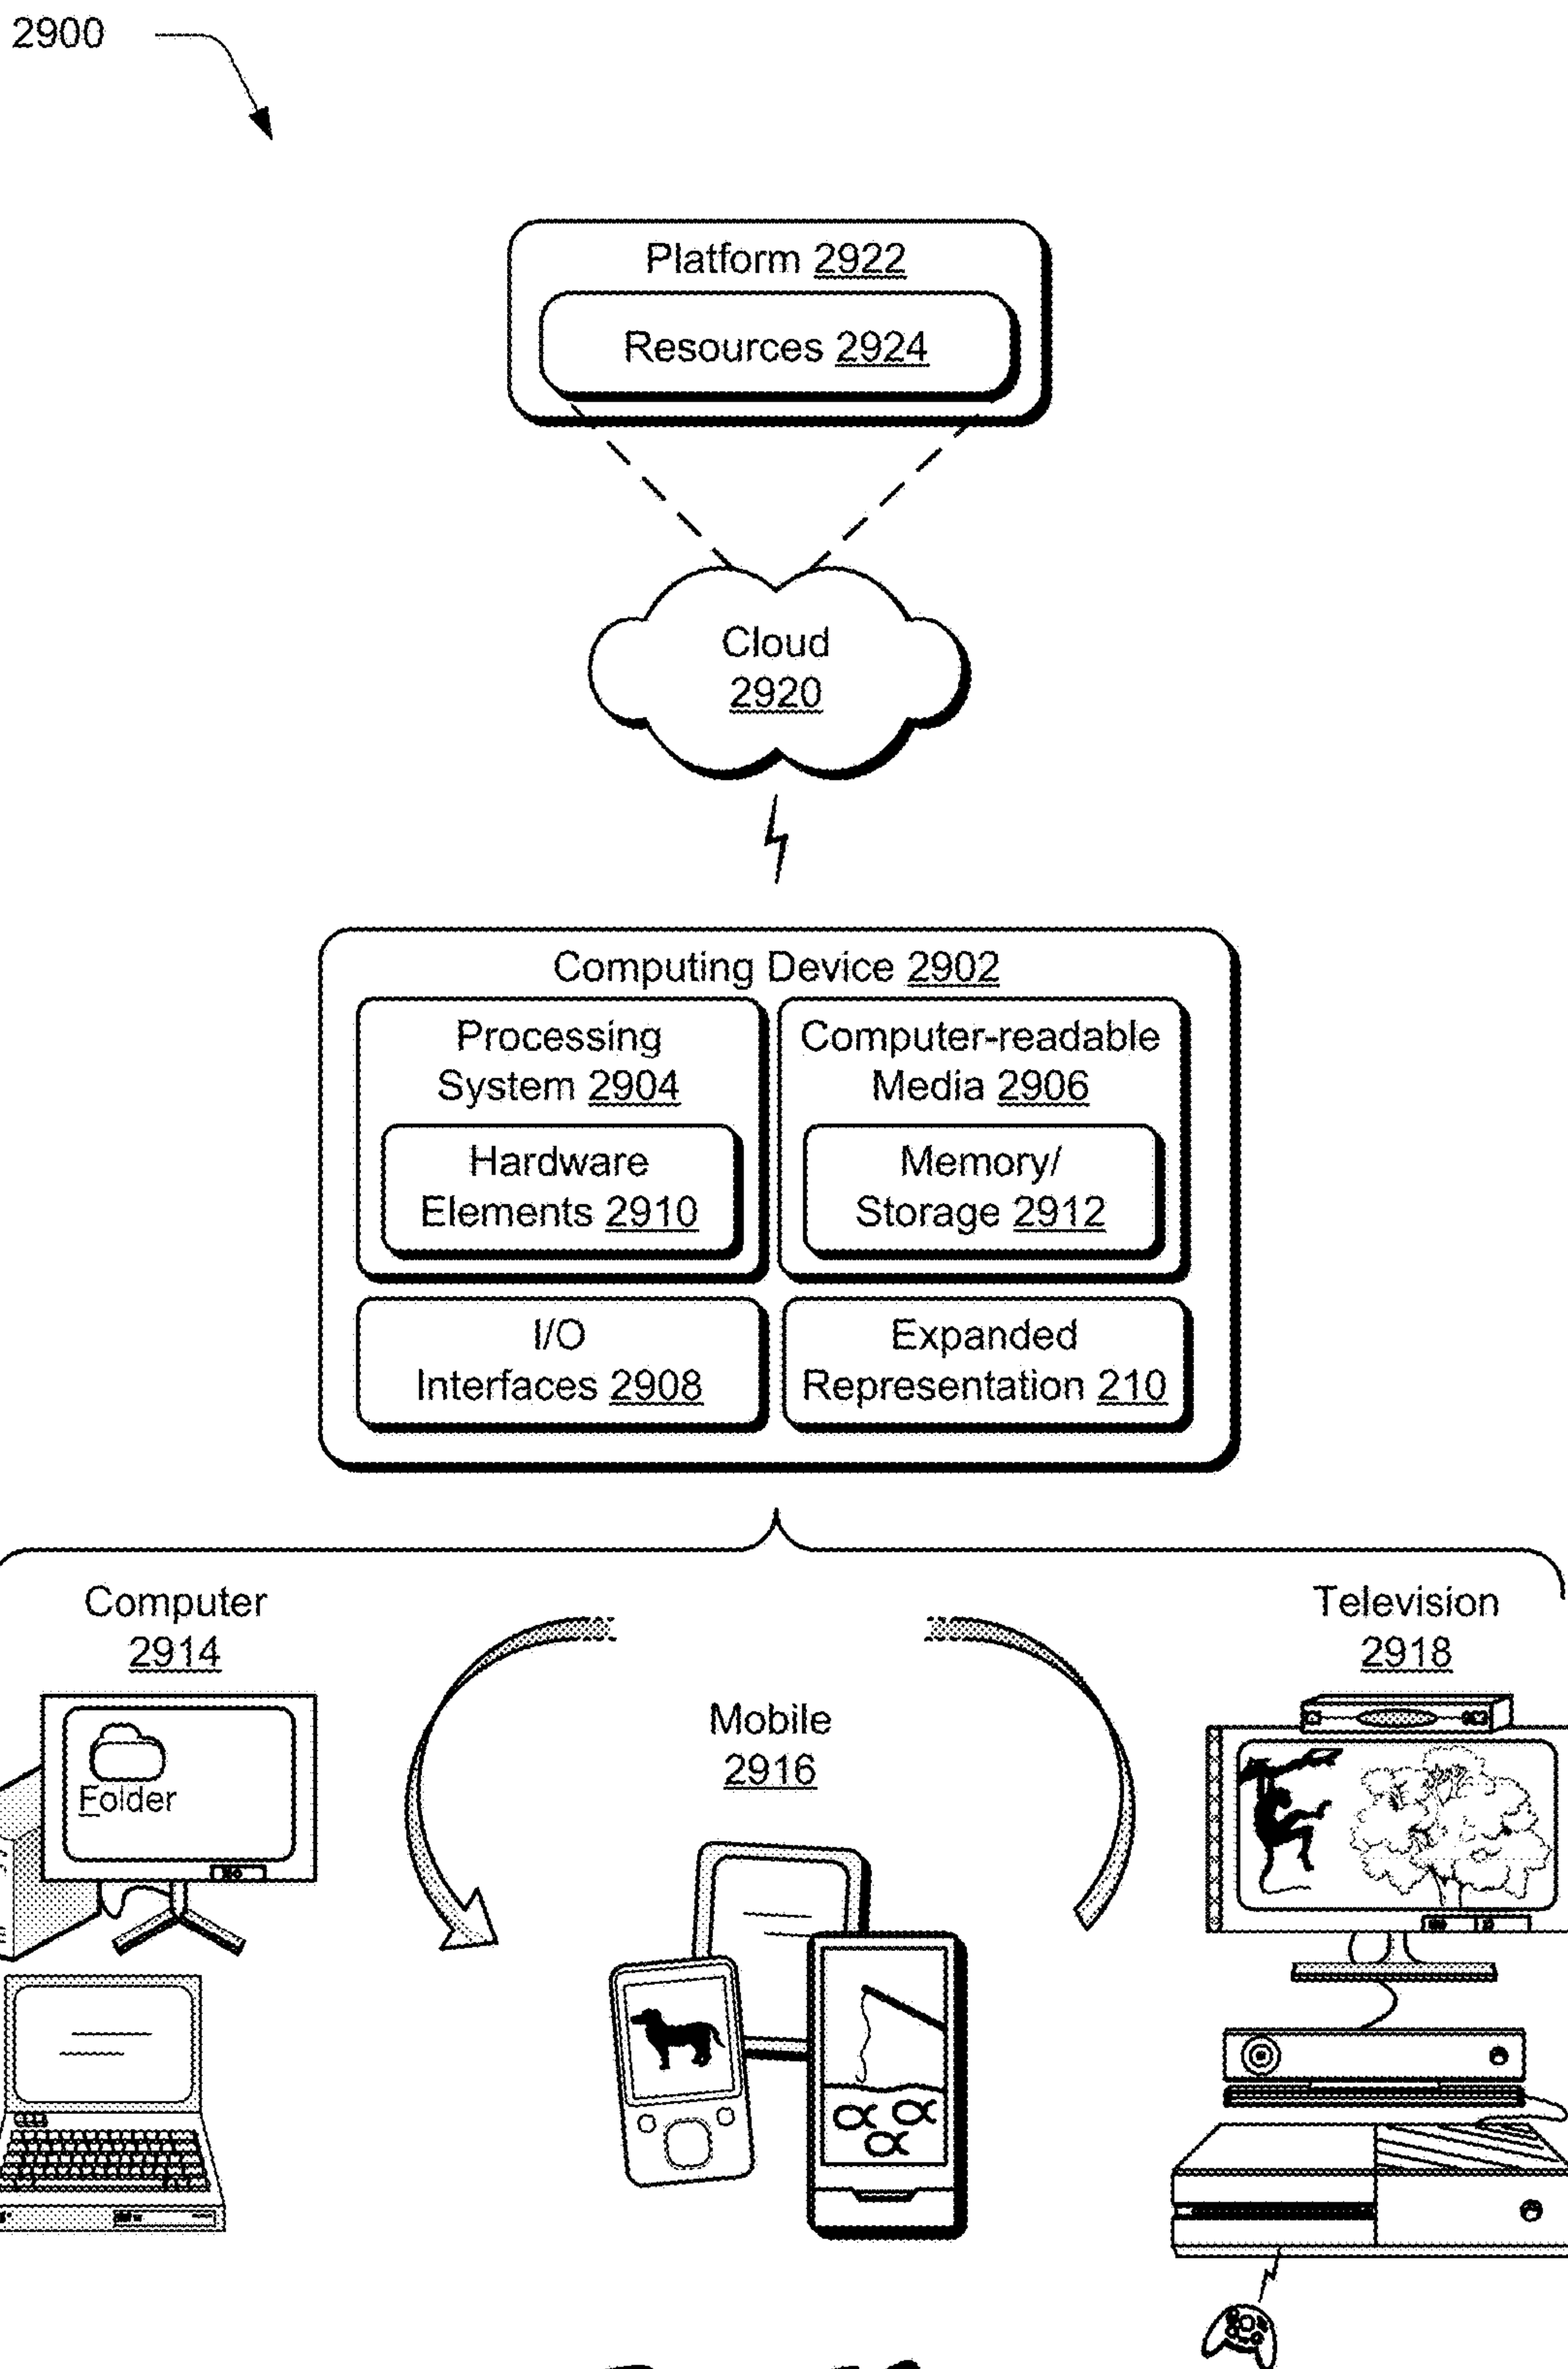 2900
Platform 2922
Resources 2924
Cloud
2920
Computing Device 2902
Processing
System 2904
Hardware
Elements 2910
Computer-readable
Media 2906
Memory/
Storage 2912
I/O
Interfaces 2908
Expanded
Representation 210
Computer
2914
Folder
Mobile
2916
Television
2918